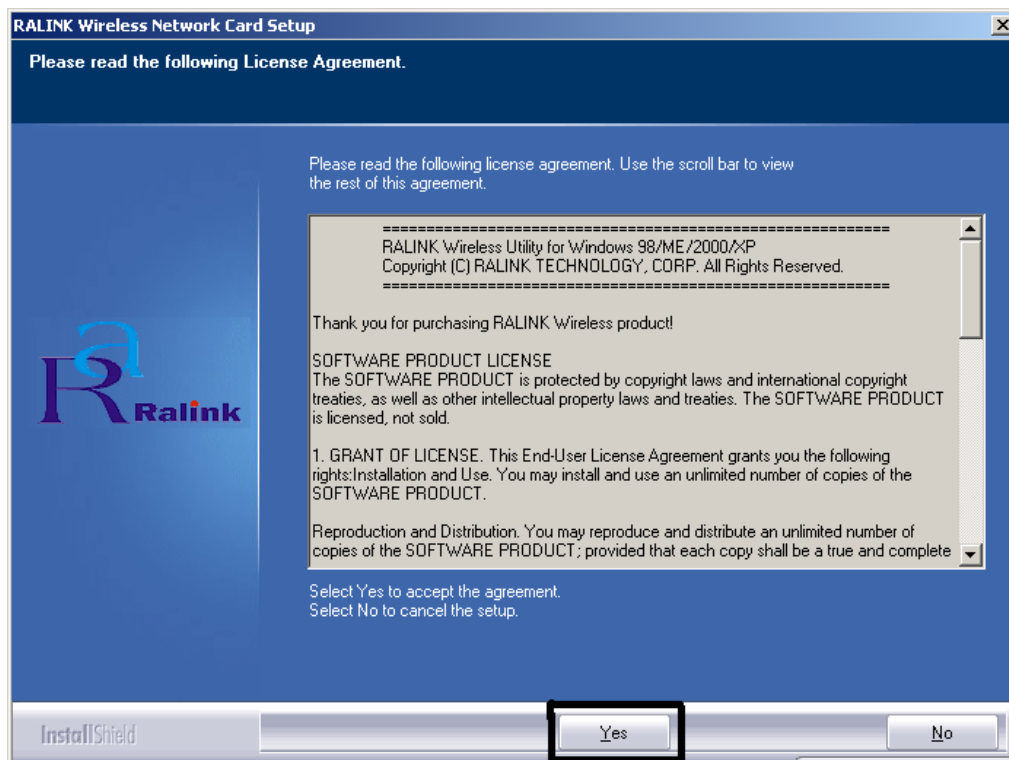 RALINK Wireless Network Card Setup
Please read the following License Agreement.
Please read the following license agreement. Use the scroll bar to view
the rest of this agreement.
==========================================================
RALINK Wireless Utility for Windows 98/ME/2000/XP
Copyright (C) RALINK TECHNOLOGY, CORP. All Rights Reserved.
==========================================================
Thank you for purchasing RALINK Wireless product!
SOFTWARE PRODUCT LICENSE
The SOFTWARE PRODUCT is protected by copyright laws and international copyright
treaties, as well as other intellectual property laws and treaties. The SOFTWARE PRODUCT
is licensed, not sold.
1. GRANT OF LICENSE. This End-User License Agreement grants you the following
rights:Installation and Use. You may install and use an unlimited number of copies of the
SOFTWARE PRODUCT.
Reproduction and Distribution. You may reproduce and distribute an unlimited number of
copies of the SOFTWARE PRODUCT; provided that each copy shall be a true and complete
Ra
Ralink
Select Yes to accept the agreement.
Select No to cancel the setup.
InstallShield
Yes
No